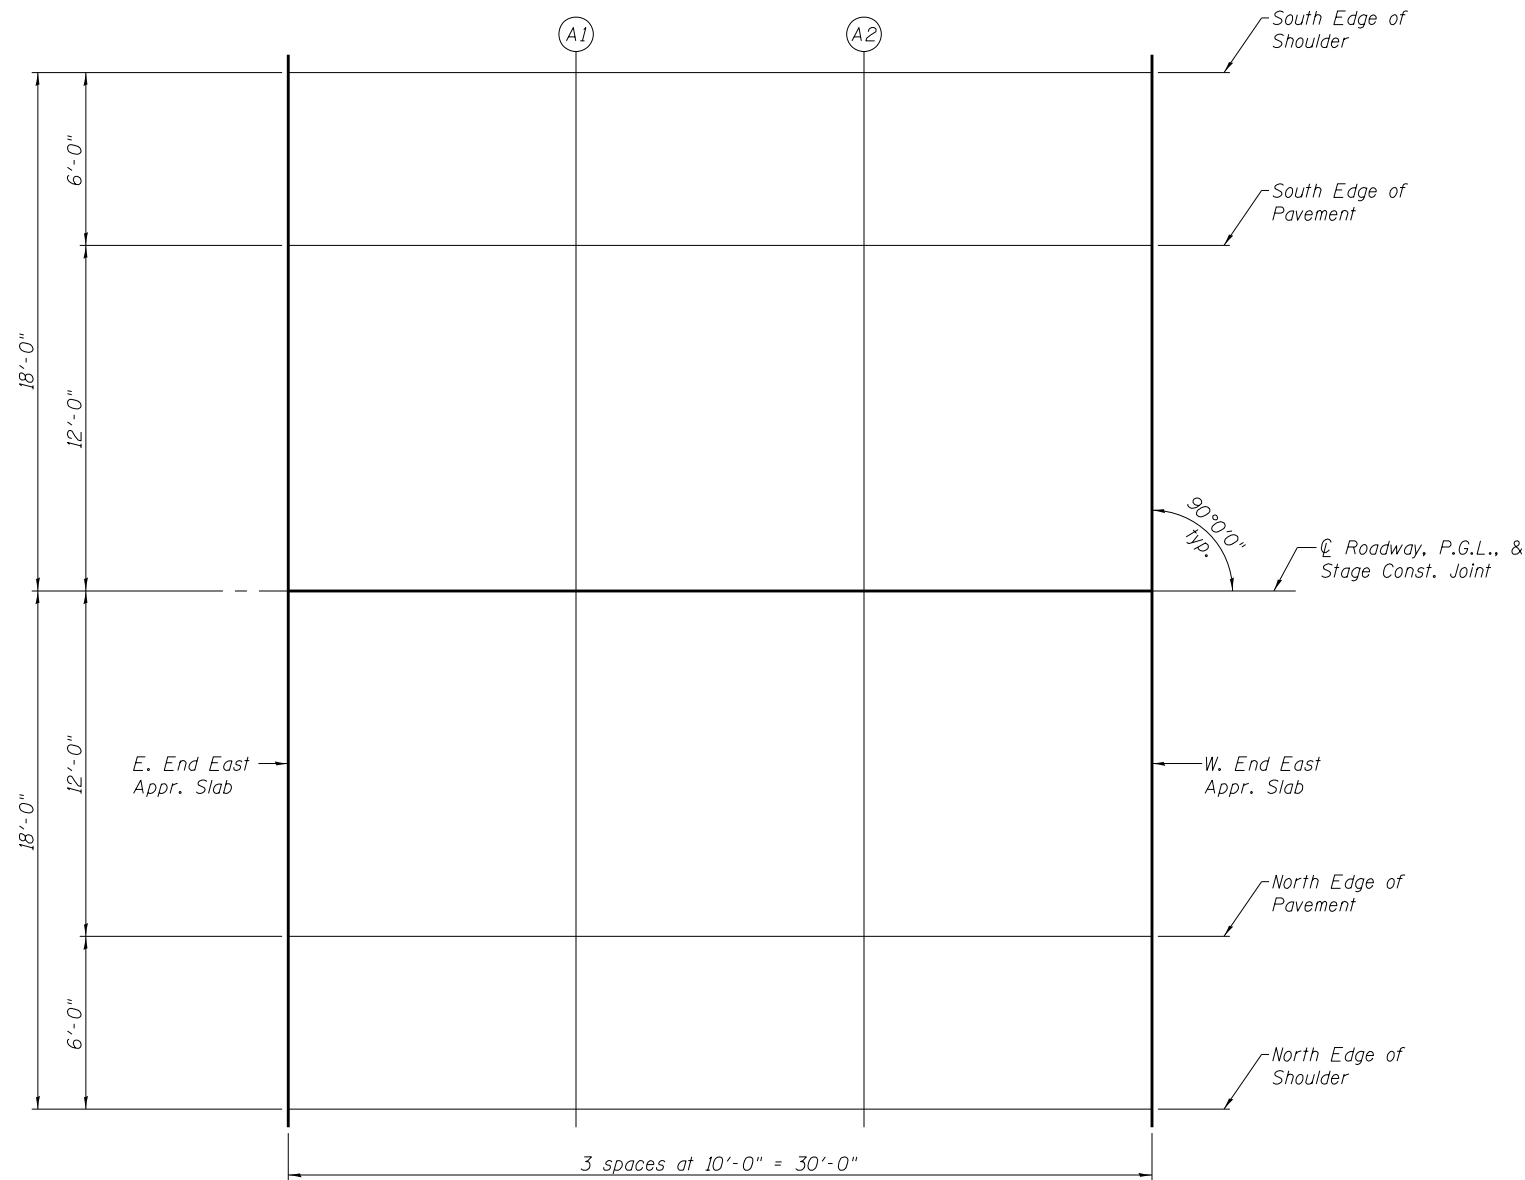 A1
A2
South Edge of
Shoulder
6'-0"
South Edge of
Pavement
18'-0"
12'-0"
90°0'0"
typ.
℄ Roadway, P.G.L., &
Stage Const. Joint
E. End East
Appr. Slab
12'-0"
W. End East
Appr. Slab
18'-0"
North Edge of
Pavement
6'-0"
North Edge of
Shoulder
3 spaces at 10'-0" = 30'-0"